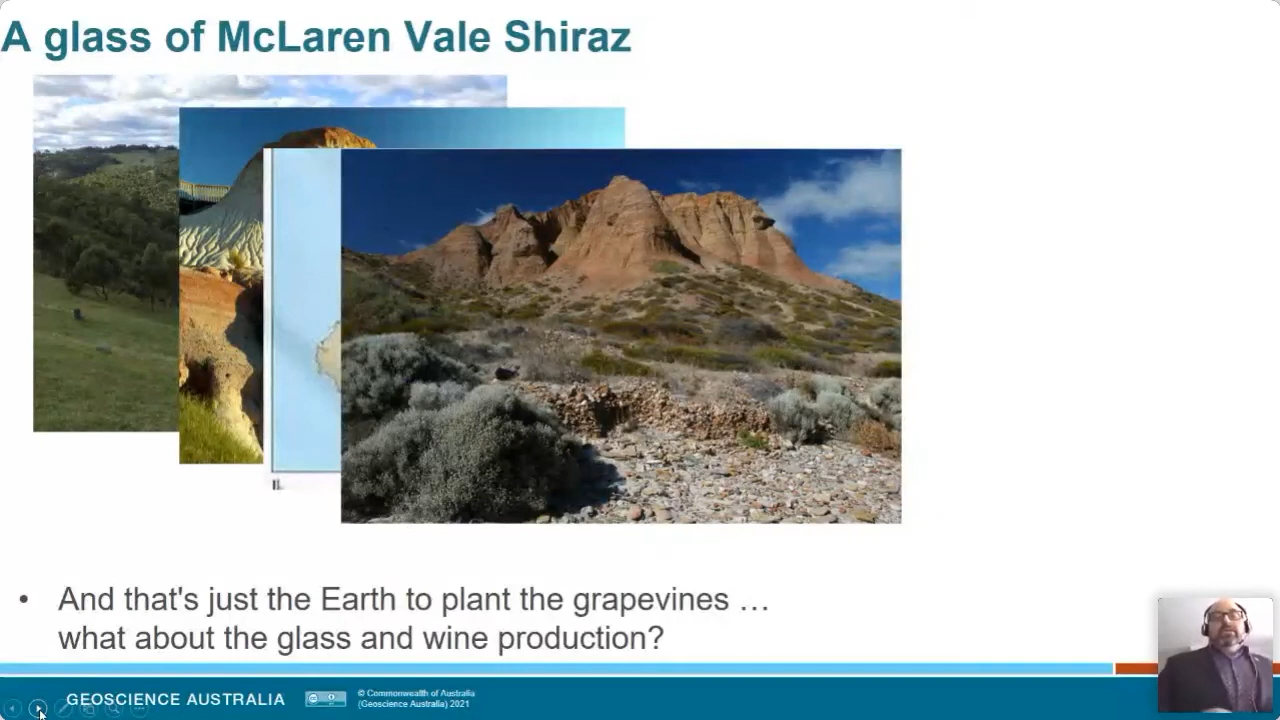 A glass of McLaren Vale Shiraz
• And that's just the Earth to plant the grapevines …
what about the glass and wine production?
GEOSCIENCE AUSTRALIA
© Commonwealth of Australia
(Geoscience Australia) 2021